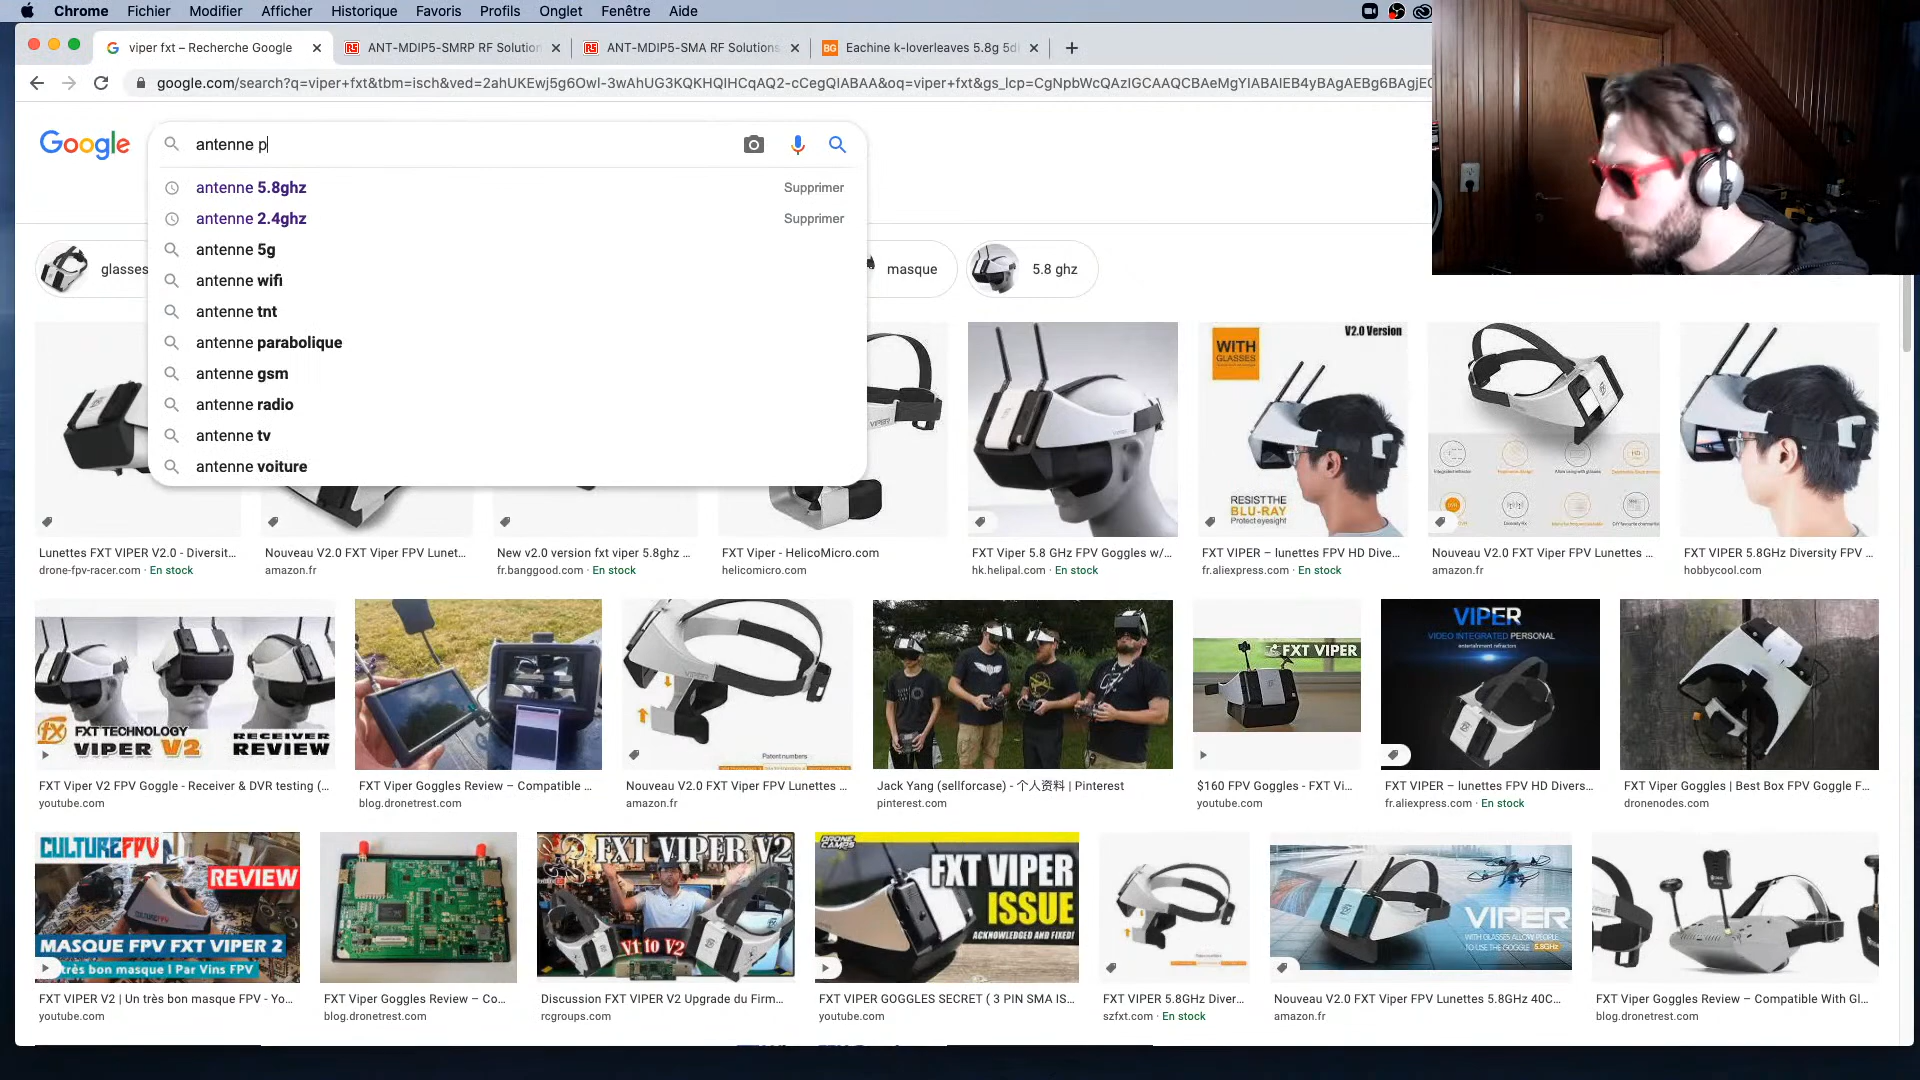 Chrome Fichier Modifier Afficher Historique Favoris Profils Onglet Fenêtre Aide
viper fxt – Recherche Google
ANT-MDIP5-SMRP RF Solution
ANT-MDIP5-SMA RF Solutions
BG Eachine k-loverleaves 5.8g 5d
google.com/search?q=viper+fxt&tbm=isch&ved=2ahUKEwj5g6Owl-3wAhUG3KQKHQIHCqAQ2-cCegQIABAA&oq=viper+fxt&gs_lcp=CgNpbWcQAzIGCAAQCBAeMgYIABAIEB4yBAgAEBg6BAgjEC
Google
antenne p
antenne 5.8ghz Supprimer
antenne 2.4ghz Supprimer
antenne 5g
antenne wifi
antenne tnt
antenne parabolique
antenne gsm
antenne radio
antenne tv
antenne voiture
glasses
masque
5.8 ghz
V2.0 Version
WITH
GLASSES
RESIST THE
BLU-RAY
Protect eyesight
Lunettes FXT VIPER V2.0 - Diversit...
drone-fpv-racer.com · En stock
Nouveau V2.0 FXT Viper FPV Lunet...
amazon.fr
New v2.0 version fxt viper 5.8ghz ...
fr.banggood.com · En stock
FXT Viper - HelicoMicro.com
helicomicro.com
FXT Viper 5.8 GHz FPV Goggles w/...
hk.helipal.com · En stock
FXT VIPER – lunettes FPV HD Dive...
fr.aliexpress.com · En stock
Nouveau V2.0 FXT Viper FPV Lunettes ...
amazon.fr
FXT VIPER 5.8GHz Diversity FPV ...
hobbycool.com
FXT TECHNOLOGY
VIPER V2
RECEIVER
REVIEW
Patent numbers
FXT VIPER
VIPER
VIDEO INTEGRATED PERSONAL
entertainment refractors
FXT Viper V2 FPV Goggle - Receiver & DVR testing (...
youtube.com
FXT Viper Goggles Review – Compatible ...
blog.dronetrest.com
Nouveau V2.0 FXT Viper FPV Lunettes ...
amazon.fr
Jack Yang (sellforcase) - 个人资料 | Pinterest
pinterest.com
$160 FPV Goggles - FXT Vi...
youtube.com
FXT VIPER – lunettes FPV HD Divers...
fr.aliexpress.com · En stock
FXT Viper Goggles | Best Box FPV Goggle F...
dronenodes.com
CULTUREFPV
REVIEW
MASQUE FPV FXT VIPER 2
très bon masque I Par Vins FPV
FXT VIPER V2
V1 TO V2
DRONE CAMPS
FXT VIPER
ISSUE
ACKNOWLEDGED AND FIXED!
VIPER
WITH GLASSES ALLOW PEOPLE
TO USE THE GOGGLE 5.8GHz
FXT VIPER V2 | Un très bon masque FPV - Yo...
youtube.com
FXT Viper Goggles Review – Co...
blog.dronetrest.com
Discussion FXT VIPER V2 Upgrade du Firm...
rcgroups.com
FXT VIPER GOGGLES SECRET ( 3 PIN SMA IS...
youtube.com
FXT VIPER 5.8GHz Diver...
szfxt.com · En stock
Nouveau V2.0 FXT Viper FPV Lunettes 5.8GHz 40C...
amazon.fr
FXT Viper Goggles Review – Compatible With Gl...
blog.dronetrest.com